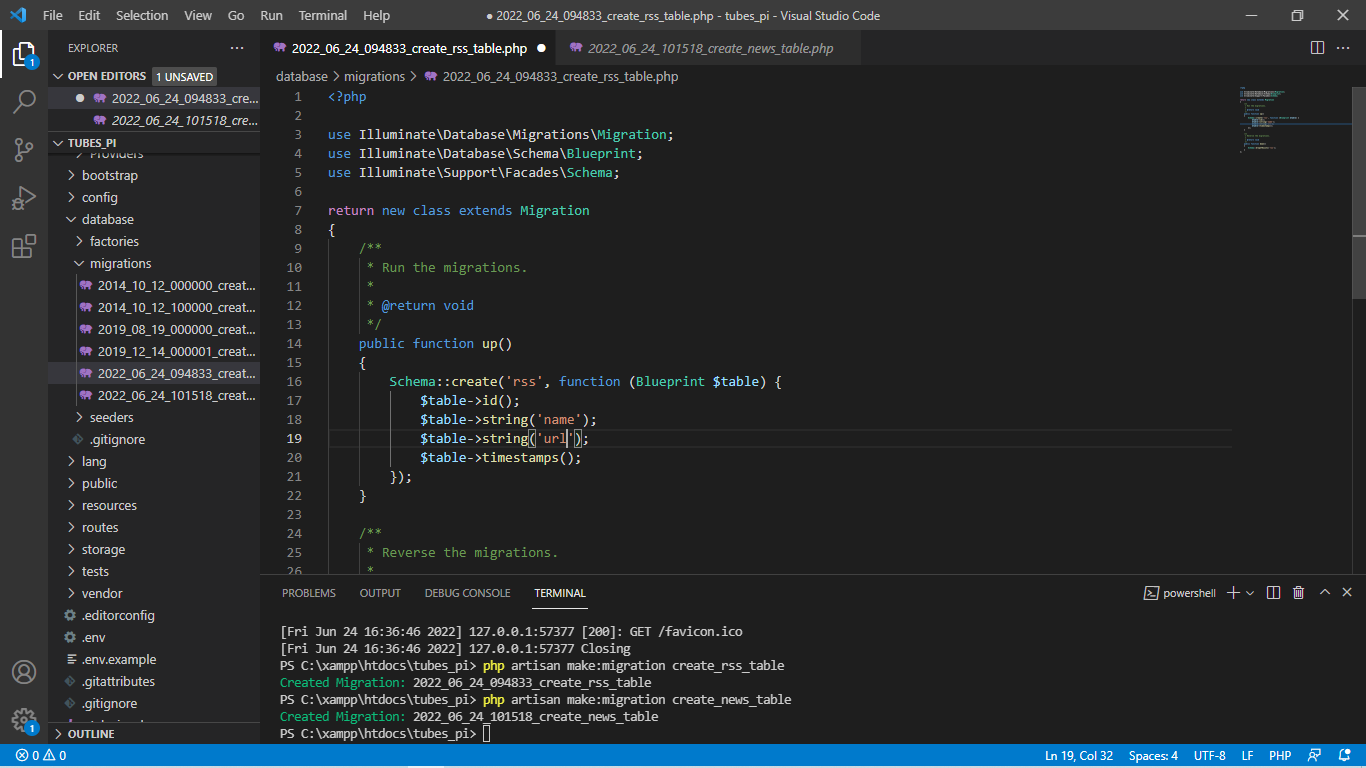 File Edit Selection View Go Run Terminal Help ● 2022_06_24_094833_create_rss_table.php - tubes_pi - Visual Studio Code
EXPLORER
OPEN EDITORS 1 UNSAVED
2022_06_24_094833_cre...
2022_06_24_101518_cre...
TUBES_PI
Providers
bootstrap
config
database
factories
migrations
2014_10_12_000000_creat...
2014_10_12_100000_creat...
2019_08_19_000000_creat...
2019_12_14_000001_creat...
2022_06_24_094833_creat...
2022_06_24_101518_creat...
seeders
.gitignore
lang
public
resources
routes
storage
tests
vendor
.editorconfig
.env
.env.example
.gitattributes
.gitignore
OUTLINE
1
1
2022_06_24_094833_create_rss_table.php ● 2022_06_24_101518_create_news_table.php
database > migrations > 2022_06_24_094833_create_rss_table.php
1 <?php
2
3 use Illuminate\Database\Migrations\Migration;
4 use Illuminate\Database\Schema\Blueprint;
5 use Illuminate\Support\Facades\Schema;
6
7 return new class extends Migration
8 {
9 /**
10 * Run the migrations.
11 *
12 * @return void
13 */
14 public function up()
15 {
16 Schema::create('rss', function (Blueprint $table) {
17 $table->id();
18 $table->string('name');
19 $table->string('url');
20 $table->timestamps();
21 });
22 }
23
24 /**
25 * Reverse the migrations.
26 *
PROBLEMS OUTPUT DEBUG CONSOLE TERMINAL powershell
[Fri Jun 24 16:36:46 2022] 127.0.0.1:57377 [200]: GET /favicon.ico
[Fri Jun 24 16:36:46 2022] 127.0.0.1:57377 Closing
PS C:\xampp\htdocs\tubes_pi> php artisan make:migration create_rss_table
Created Migration: 2022_06_24_094833_create_rss_table
PS C:\xampp\htdocs\tubes_pi> php artisan make:migration create_news_table
Created Migration: 2022_06_24_101518_create_news_table
PS C:\xampp\htdocs\tubes_pi>
0 0 Ln 19, Col 32 Spaces: 4 UTF-8 LF PHP